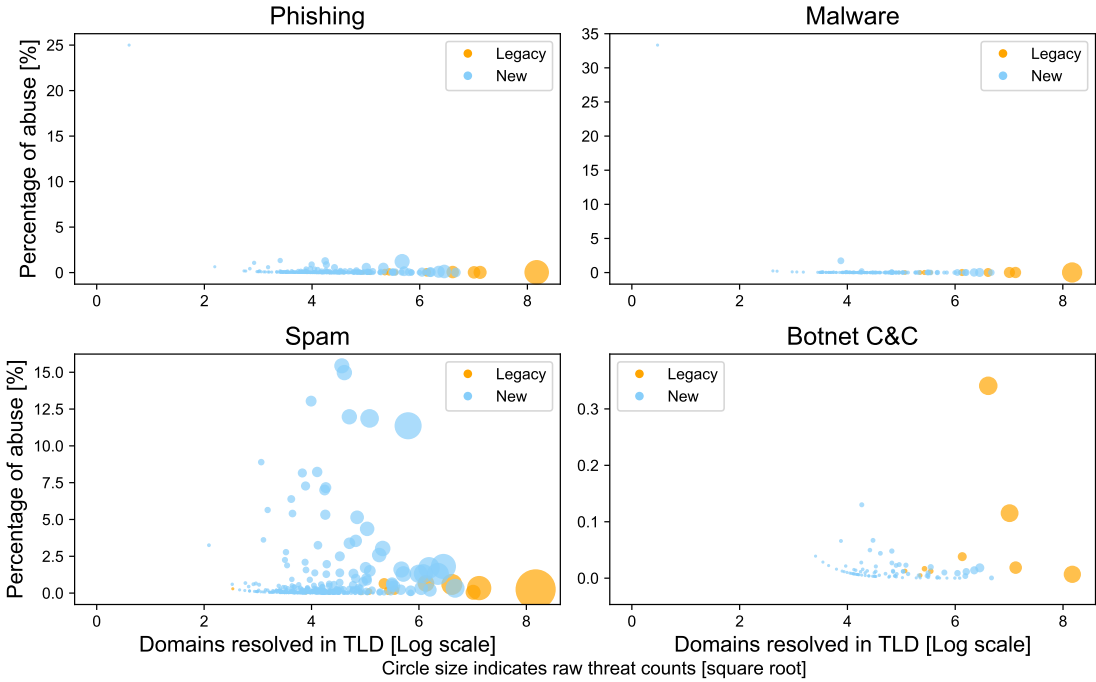 Phishing
Malware
Percentage of abuse [%]
25
20
15
10
5
0
Legacy
New
0 2 4 6 8
35
30
25
20
15
10
5
0
Legacy
New
0 2 4 6 8
Spam
Botnet C&C
Percentage of abuse [%]
15.0
12.5
10.0
7.5
5.0
2.5
0.0
Legacy
New
0 2 4 6 8
Domains resolved in TLD [Log scale]
0.3
0.2
0.1
0.0
Legacy
New
0 2 4 6 8
Domains resolved in TLD [Log scale]
Circle size indicates raw threat counts [square root]